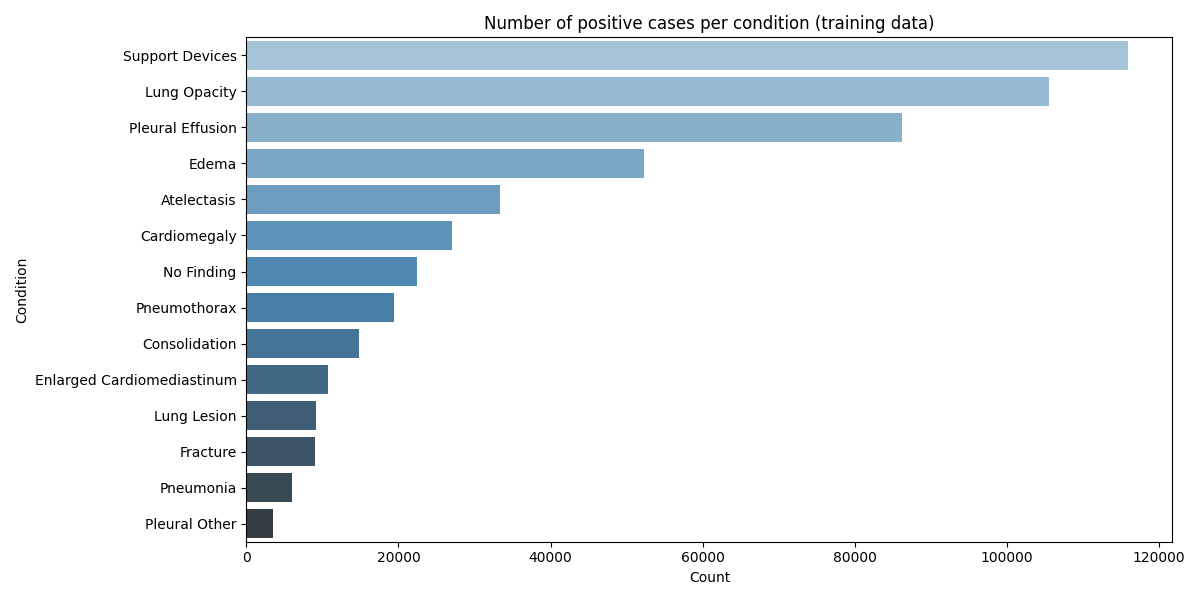 Number of positive cases per condition (training data)
Condition
Support Devices
Lung Opacity
Pleural Effusion
Edema
Atelectasis
Cardiomegaly
No Finding
Pneumothorax
Consolidation
Enlarged Cardiomediastinum
Lung Lesion
Fracture
Pneumonia
Pleural Other
0 20000 40000 60000 80000 100000 120000
Count